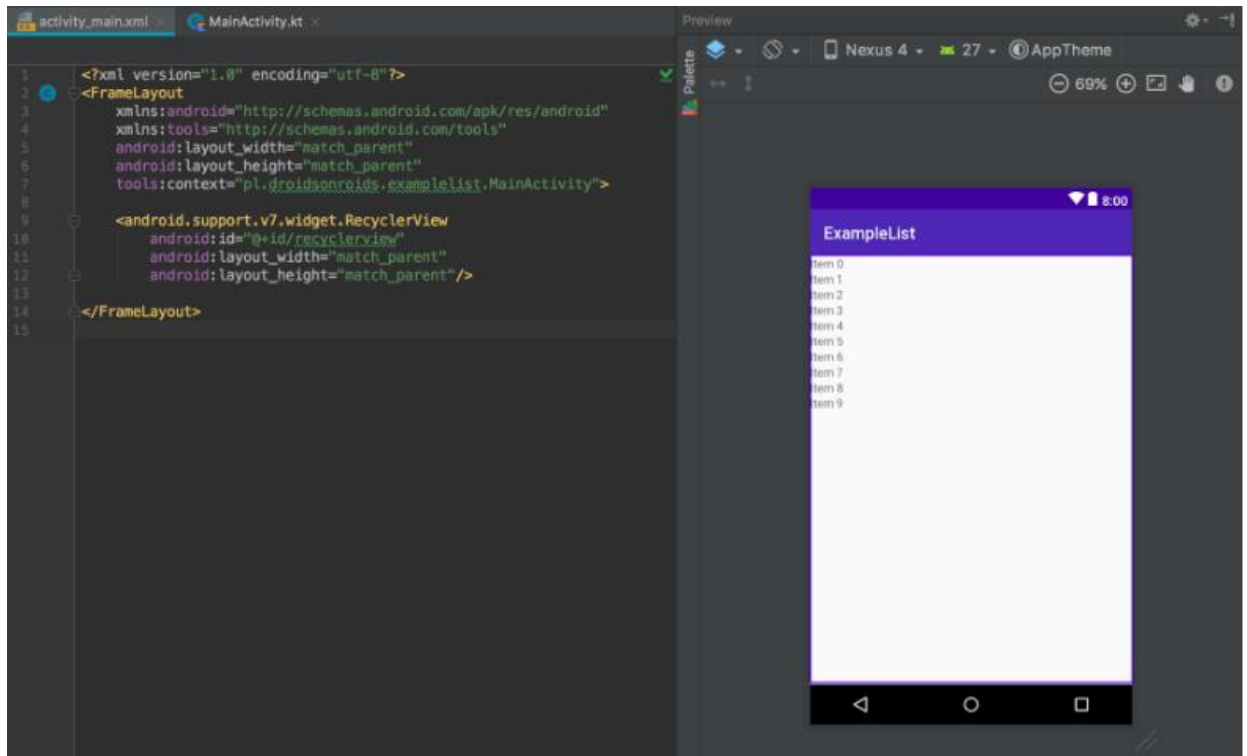 activity_main.xml
MainActivity.kt
Preview
Palette
Nexus 4
27
AppTheme
69%
1 <?xml version="1.0" encoding="utf-8"?>
2 <FrameLayout
3 xmlns:android="http://schemas.android.com/apk/res/android"
4 xmlns:tools="http://schemas.android.com/tools"
5 android:layout_width="match_parent"
6 android:layout_height="match_parent"
7 tools:context="pl.droidsonroids.examplelist.MainActivity">
8
9 <android.support.v7.widget.RecyclerView
10 android:id="@+id/recyclerview"
11 android:layout_width="match_parent"
12 android:layout_height="match_parent"/>
13
14 </FrameLayout>
15
8:00
ExampleList
Item 0
Item 1
Item 2
Item 3
Item 4
Item 5
Item 6
Item 7
Item 8
Item 9